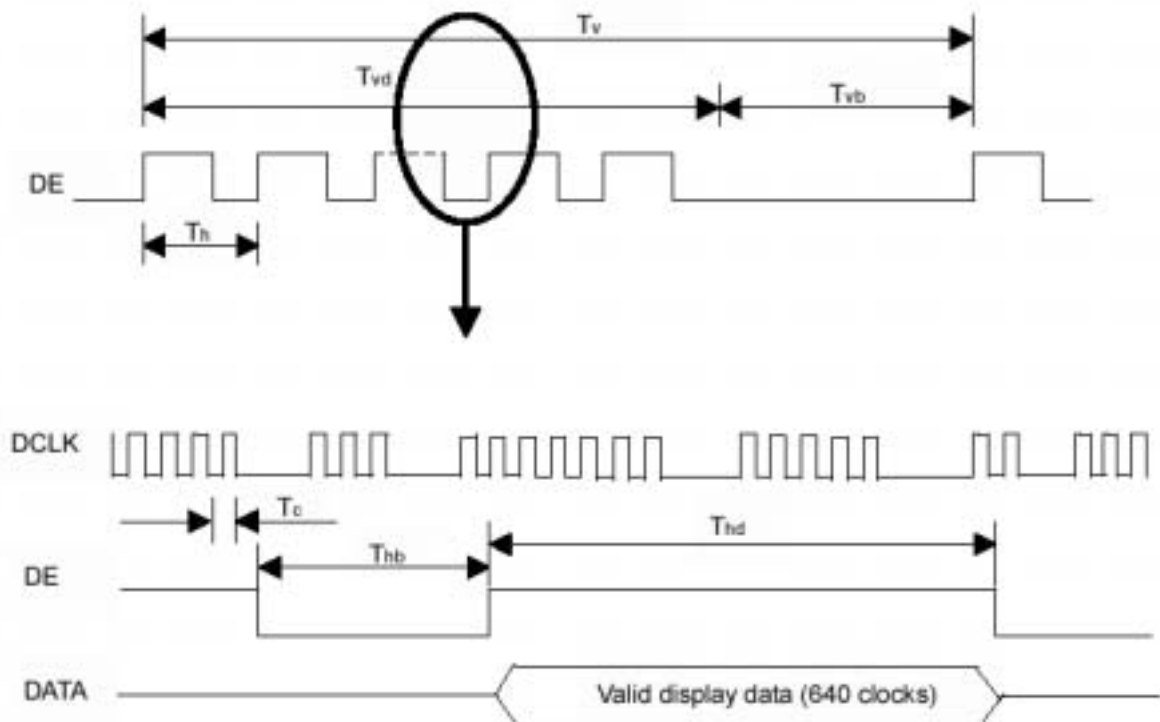 Tv
Tvd
Tvb
DE
Th
DCLK
Tc
Thd
Thb
DE
DATA
Valid display data (640 clocks)